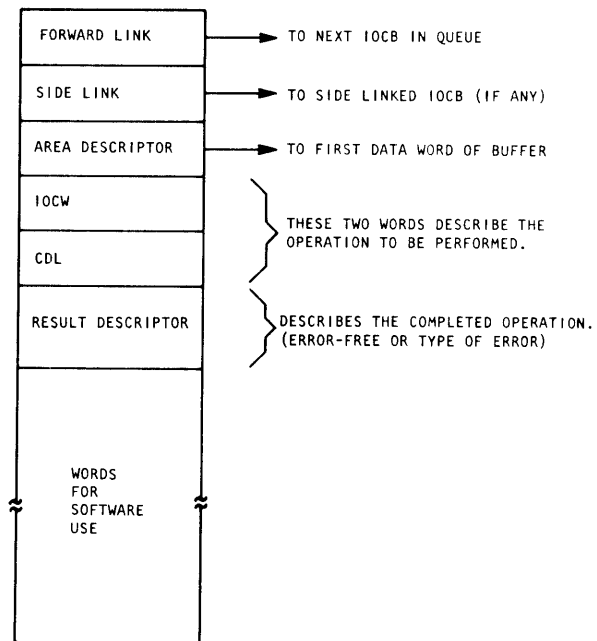 FORWARD LINK
TO NEXT IOCB IN QUEUE
SIDE LINK
TO SIDE LINKED IOCB (IF ANY)
AREA DESCRIPTOR
TO FIRST DATA WORD OF BUFFER
IOCW
THESE TWO WORDS DESCRIBE THE
OPERATION TO BE PERFORMED.
CDL
RESULT DESCRIPTOR
DESCRIBES THE COMPLETED OPERATION.
(ERROR-FREE OR TYPE OF ERROR)
WORDS
FOR
SOFTWARE
USE